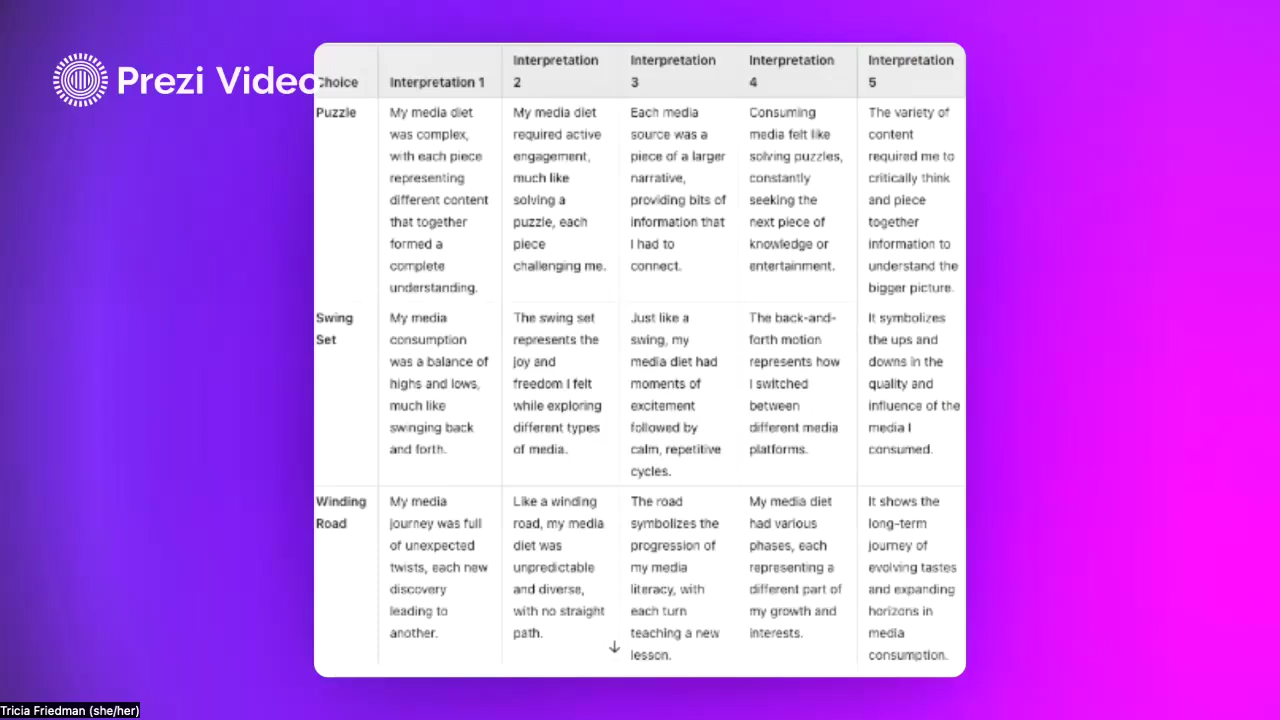 Prezi Video
Choice
Interpretation 1
Interpretation
2
Interpretation
3
Interpretation
4
Interpretation
5
Puzzle
My media diet
was complex,
with each piece
representing
different content
that together
formed a
complete
understanding.
My media diet
required active
engagement,
much like
solving a
puzzle, each
piece
challenging me.
Each media
source was a
piece of a larger
narrative,
providing bits of
information that
I had to
connect.
Consuming
media felt like
solving puzzles,
constantly
seeking the
next piece of
knowledge or
entertainment.
The variety of
content
required me to
critically think
and piece
together
information to
understand the
bigger picture.
Swing
Set
My media
consumption
was a balance of
highs and lows,
much like
swinging back
and forth.
The swing set
represents the
joy and
freedom I felt
while exploring
different types
of media.
Just like a
swing, my
media diet had
moments of
excitement
followed by
calm, repetitive
cycles.
The back-and-
forth motion
represents how
I switched
between
different media
platforms.
It symbolizes
the ups and
downs in the
quality and
influence of the
media I
consumed.
Winding
Road
My media
journey was full
of unexpected
twists, each new
discovery
leading to
another.
Like a winding
road, my media
diet was
unpredictable
and diverse,
with no straight
path.
The road
symbolizes the
progression of
my media
literacy, with
each turn
teaching a new
lesson.
My media diet
had various
phases, each
representing a
different part of
my growth and
interests.
It shows the
long-term
journey of
evolving tastes
and expanding
horizons in
media
consumption.
Tricia Friedman (she/her)